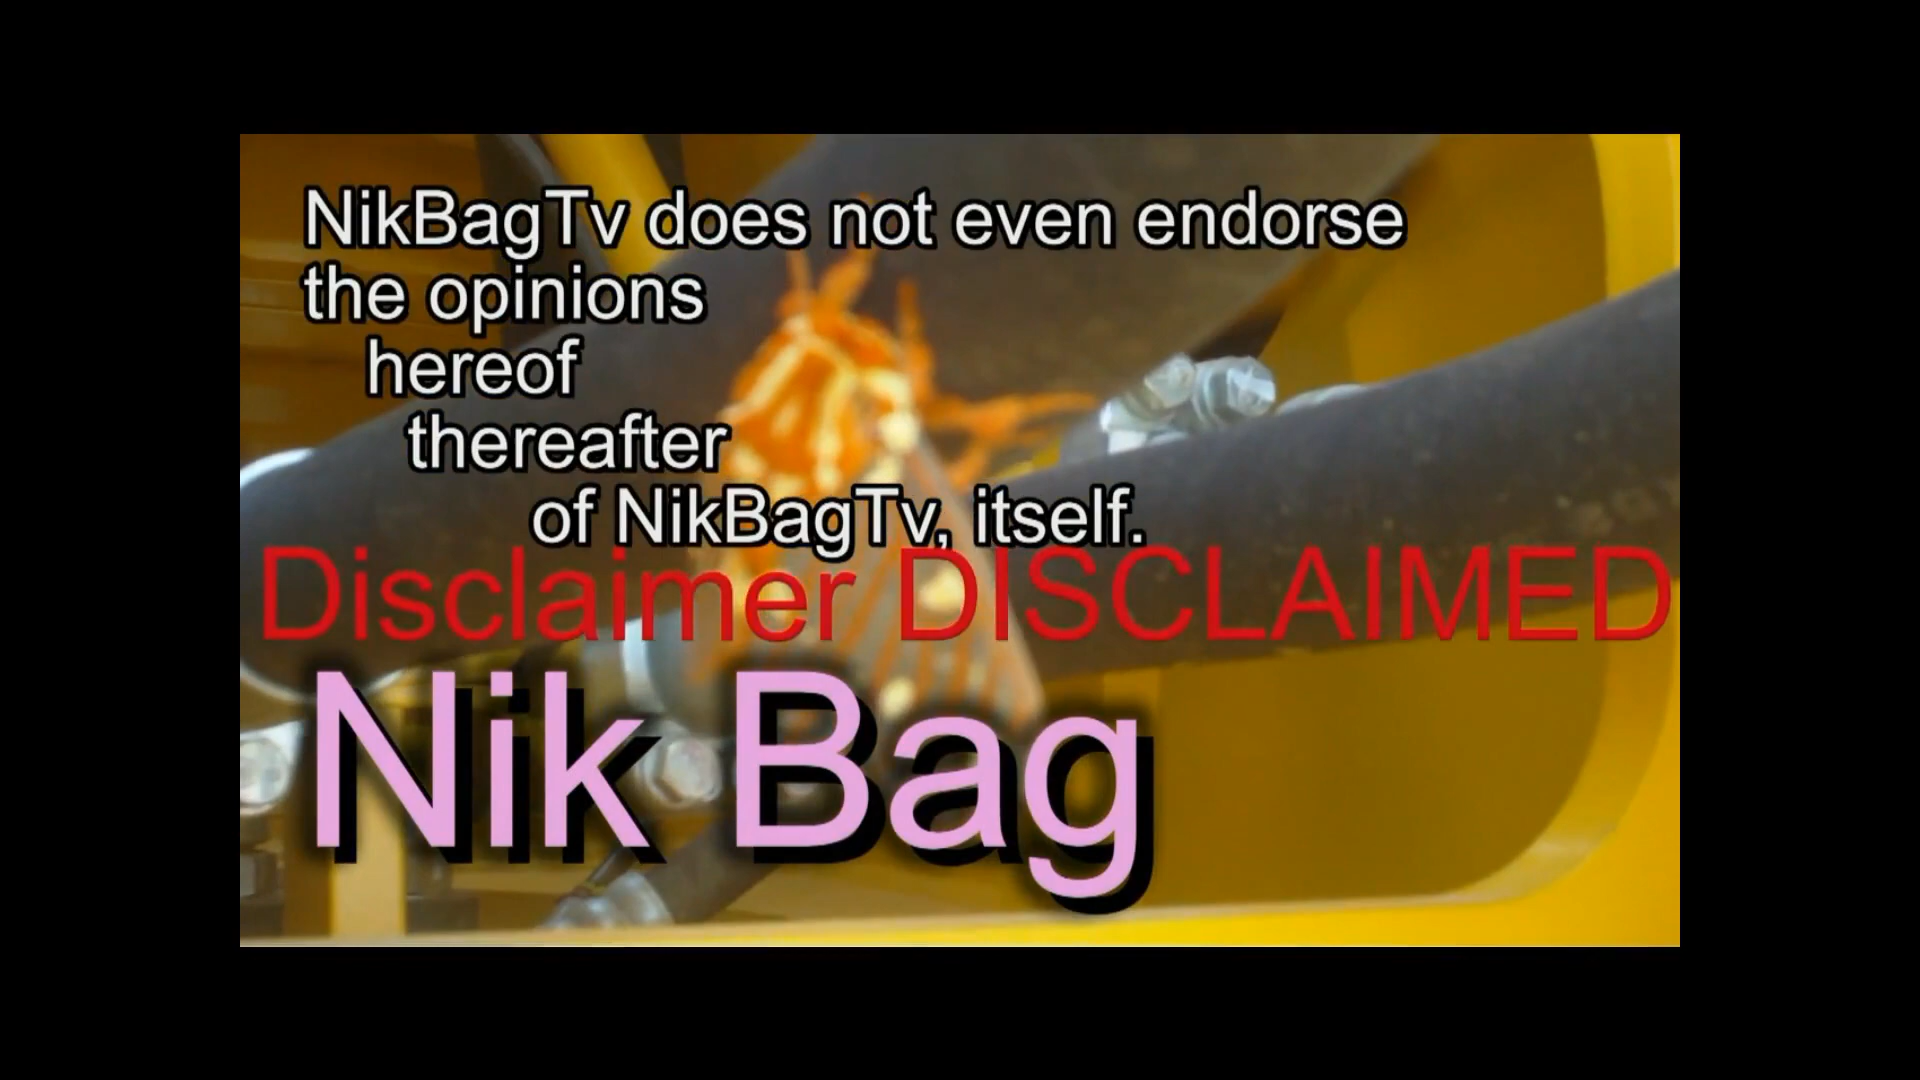 NikBagTv does not even endorse
the opinions
hereof
thereafter
of NikBagTv, itself.
Disclaimer DISCLAIMED
Nik Bag